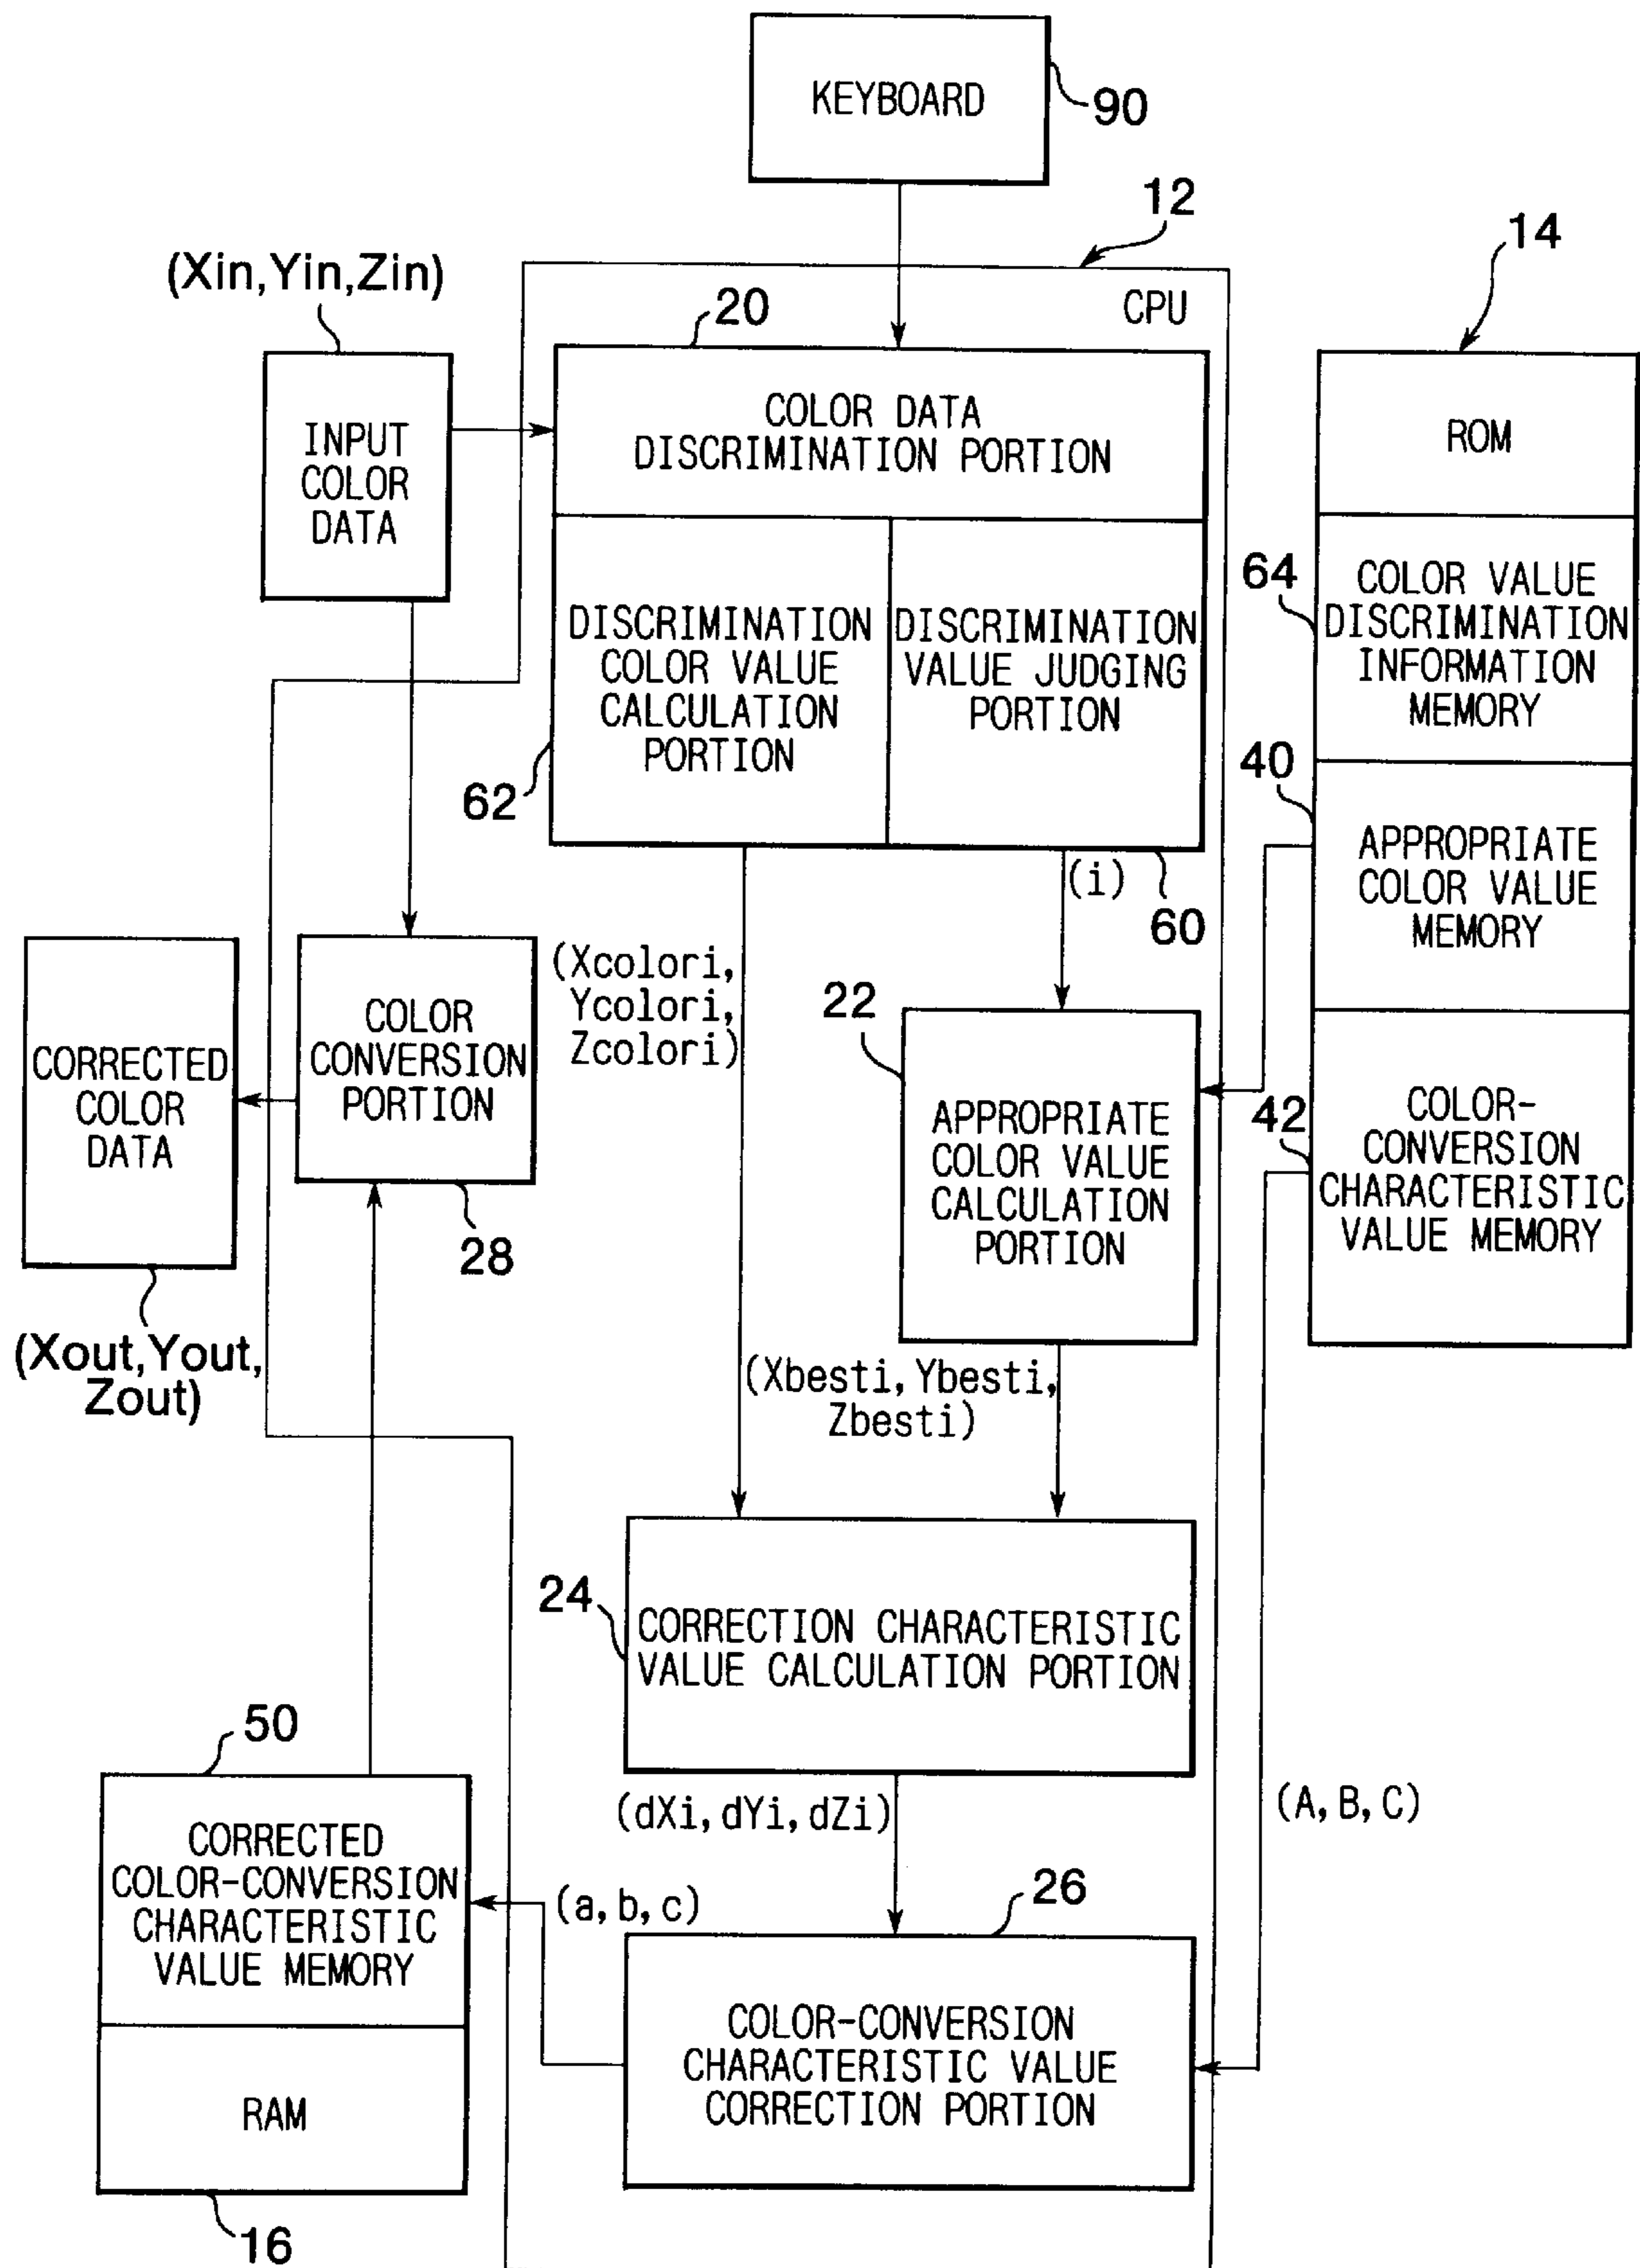 KEYBOARD
90
12
14
(Xin,Yin,Zin)
20
CPU
INPUT
COLOR
DATA
COLOR DATA
DISCRIMINATION PORTION
ROM
DISCRIMINATION
COLOR VALUE
CALCULATION
PORTION
62
DISCRIMINATION
VALUE JUDGING
PORTION
60
64
COLOR VALUE
DISCRIMINATION
INFORMATION
MEMORY
40
APPROPRIATE
COLOR VALUE
MEMORY
(i)
(Xcolori,
Ycolori,
Zcolori)
22
APPROPRIATE
COLOR VALUE
CALCULATION
PORTION
42
COLOR-
CONVERSION
CHARACTERISTIC
VALUE MEMORY
COLOR
CONVERSION
PORTION
28
CORRECTED
COLOR
DATA
(Xout,Yout,
Zout)
(Xbesti,Ybesti,
Zbesti)
24
CORRECTION CHARACTERISTIC
VALUE CALCULATION PORTION
(dXi,dYi,dZi)
(A,B,C)
50
CORRECTED
COLOR-CONVERSION
CHARACTERISTIC
VALUE MEMORY
RAM
16
(a,b,c)
26
COLOR-CONVERSION
CHARACTERISTIC VALUE
CORRECTION PORTION